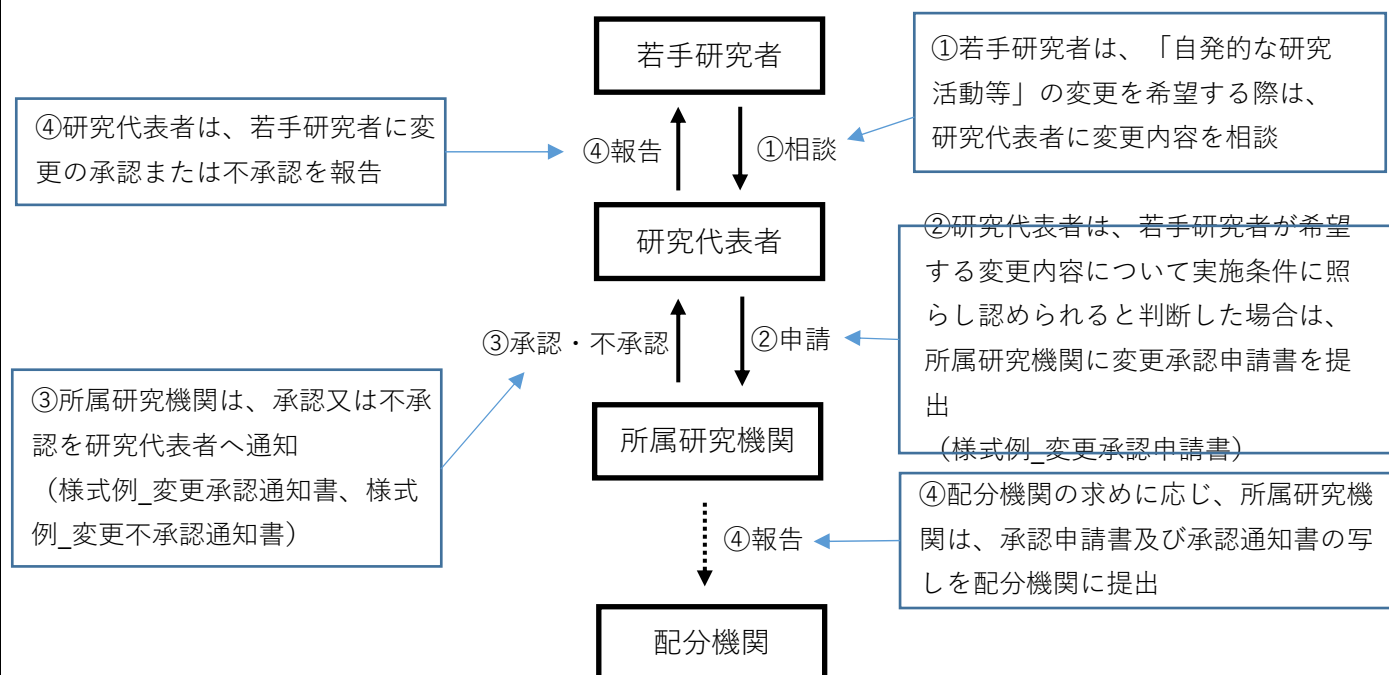 若手研究者
①若手研究者は、「自発的な研究
活動等」の変更を希望する際は、
研究代表者に変更内容を相談
④研究代表者は、若手研究者に変
更の承認または不承認を報告
④報告
①相談
研究代表者
②研究代表者は、若手研究者が希望
する変更内容について実施条件に照
らし認められると判断した場合は、
所属研究機関に変更承認申請書を提
出
（様式例_変更承認申請書）
③承認・不承認
②申請
③所属研究機関は、承認又は不承
認を研究代表者へ通知
（様式例_変更承認通知書、様式
例_変更不承認通知書）
所属研究機関
④配分機関の求めに応じ、所属研究機
関は、承認申請書及び承認通知書の写
しを配分機関に提出
④報告
配分機関